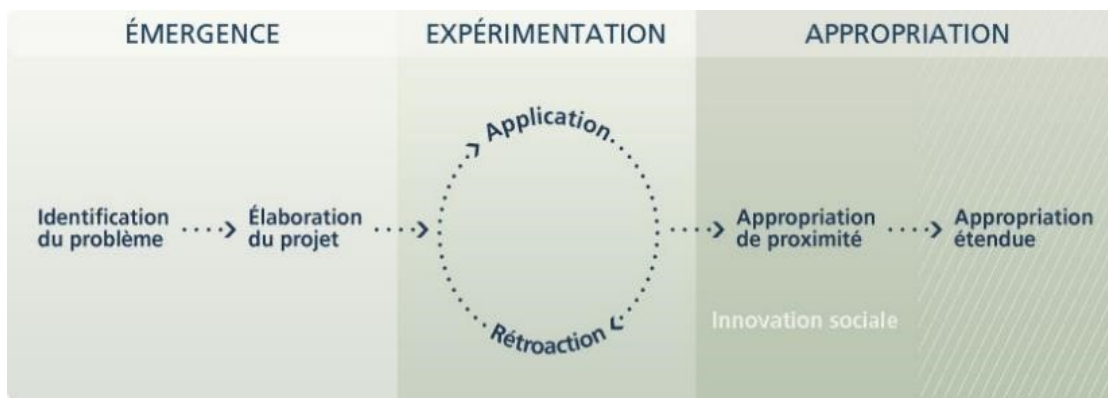 ÉMERGENCE
EXPÉRIMENTATION
APPROPRIATION
Identification
du problème
Élaboration
du projet
Application
Rétroaction
Appropriation
de proximité
Appropriation
étendue
Innovation sociale